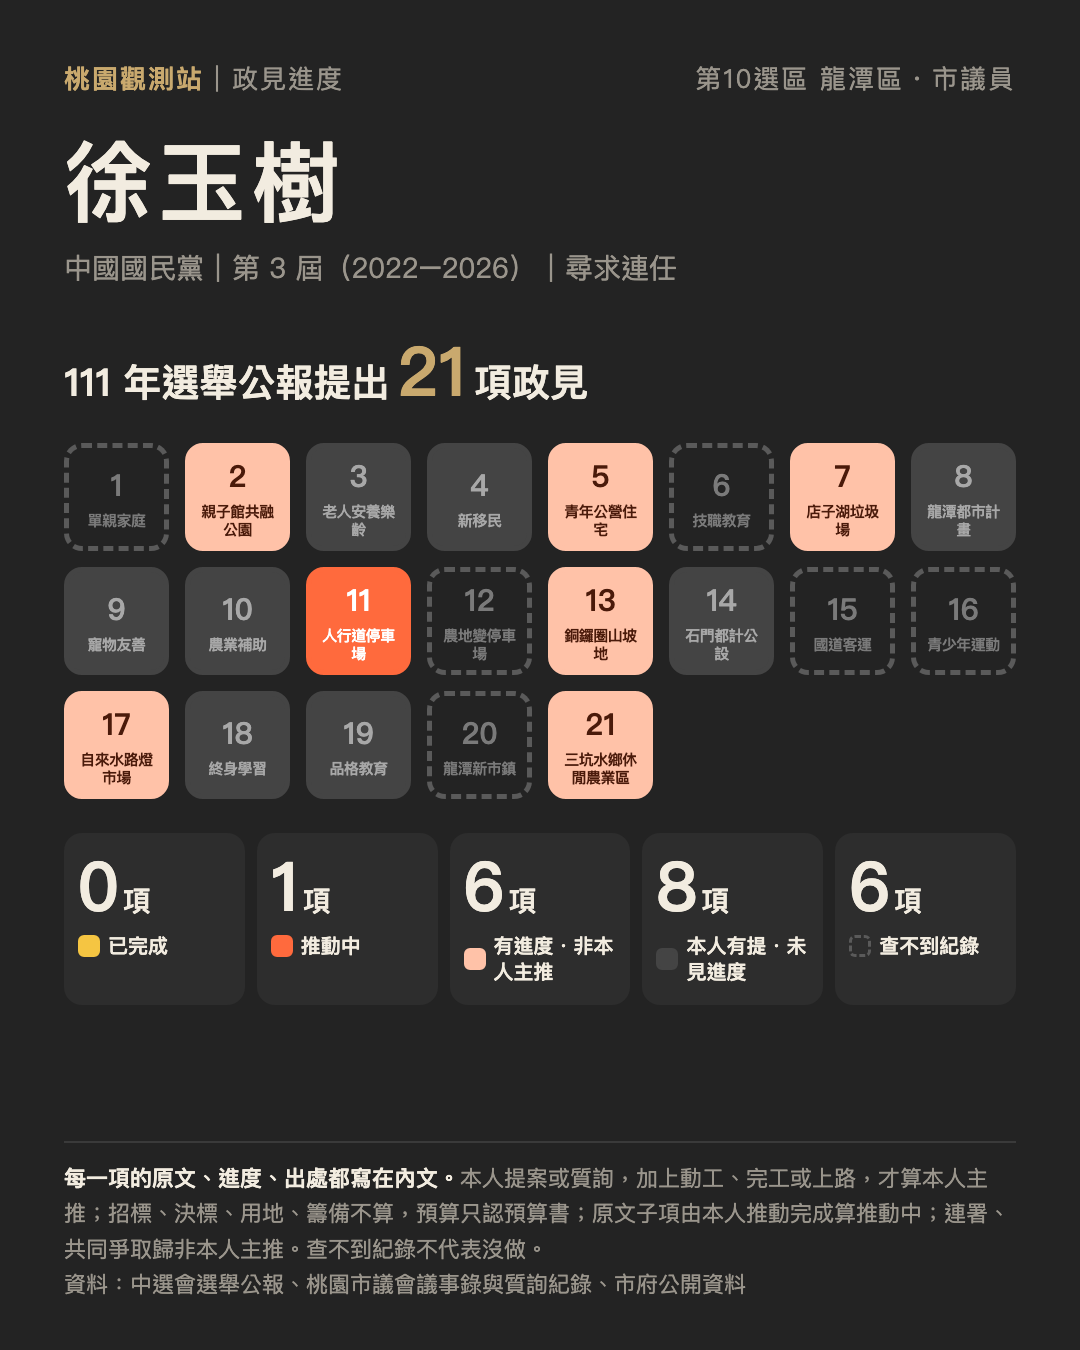 桃園觀測站｜政見進度
第10選區 龍潭區・市議員
徐玉樹
中國國民黨｜第 3 屆（2022—2026）｜尋求連任
111 年選舉公報提出 21 項政見
1
單親家庭
2
親子館共融
公園
3
老人安養樂
齡
4
新移民
5
青年公營住
宅
6
技職教育
7
店子湖垃圾
場
8
龍潭都市計
畫
9
寵物友善
10
農業補助
11
人行道停車
場
12
農地變停車
場
13
銅鑼圈山坡
地
14
石門都計公
設
15
國道客運
16
青少年運動
17
自來水路燈
市場
18
終身學習
19
品格教育
20
龍潭新市鎮
21
三坑水鄉休
閒農業區
0項
已完成
1項
推動中
6項
有進度・非本
人主推
8項
本人有提・未
見進度
6項
查不到紀錄
每一項的原文、進度、出處都寫在內文。本人提案或質詢，加上動工、完工或上路，才算本人主
推；招標、決標、用地、籌備不算，預算只認預算書；原文子項由本人推動完成算推動中；連署、
共同爭取歸非本人主推。查不到紀錄不代表沒做。
資料：中選會選舉公報、桃園市議會議事錄與質詢紀錄、市府公開資料